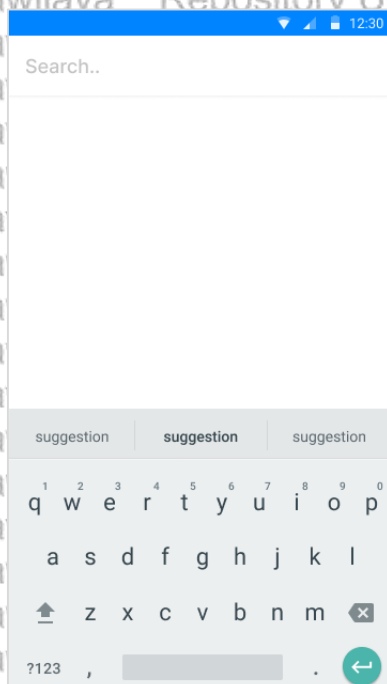 12:30
Search..
suggestion suggestion suggestion
1 2 3 4 5 6 7 8 9 0
q w e r t y u i o p
a s d f g h j k l
z x c v b n m
?123 , .